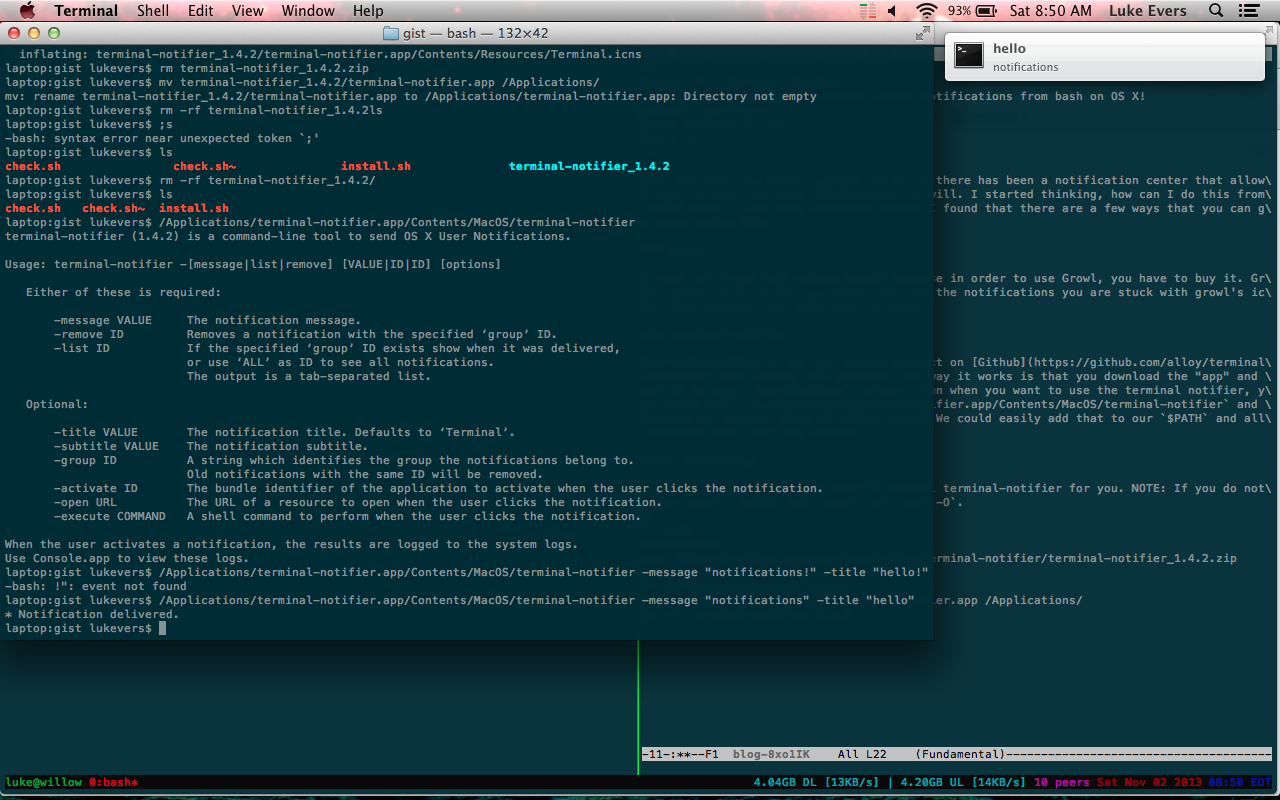 Terminal Shell Edit View Window Help 93% Sat 8:50 AM Luke Evers
gist — bash — 132×42
inflating: terminal-notifier_1.4.2/terminal-notifier.app/Contents/Resources/Terminal.icns
laptop:gist lukevers$ rm terminal-notifier_1.4.2.zip
laptop:gist lukevers$ mv terminal-notifier_1.4.2/terminal-notifier.app /Applications/
mv: rename terminal-notifier_1.4.2/terminal-notifier.app to /Applications/terminal-notifier.app: Directory not empty
laptop:gist lukevers$ rm -rf terminal-notifier_1.4.2ls
laptop:gist lukevers$ ;s
-bash: syntax error near unexpected token `;'
laptop:gist lukevers$ ls
check.sh check.sh~ install.sh terminal-notifier_1.4.2
laptop:gist lukevers$ rm -rf terminal-notifier_1.4.2/
laptop:gist lukevers$ ls
check.sh check.sh~ install.sh
laptop:gist lukevers$ /Applications/terminal-notifier.app/Contents/MacOS/terminal-notifier
terminal-notifier (1.4.2) is a command-line tool to send OS X User Notifications.
Usage: terminal-notifier -[message|list|remove] [VALUE|ID|ID] [options]
Either of these is required:
-message VALUE The notification message.
-remove ID Removes a notification with the specified ‘group’ ID.
-list ID If the specified ‘group’ ID exists show when it was delivered,
or use ‘ALL’ as ID to see all notifications.
The output is a tab-separated list.
Optional:
-title VALUE The notification title. Defaults to ‘Terminal’.
-subtitle VALUE The notification subtitle.
-group ID A string which identifies the group the notifications belong to.
Old notifications with the same ID will be removed.
-activate ID The bundle identifier of the application to activate when the user clicks the notification.
-open URL The URL of a resource to open when the user clicks the notification.
-execute COMMAND A shell command to perform when the user clicks the notification.
When the user activates a notification, the results are logged to the system logs.
Use Console.app to view these logs.
laptop:gist lukevers$ /Applications/terminal-notifier.app/Contents/MacOS/terminal-notifier -message "notifications!" -title "hello!"
-bash: !": event not found
laptop:gist lukevers$ /Applications/terminal-notifier.app/Contents/MacOS/terminal-notifier -message "notifications" -title "hello"
* Notification delivered.
laptop:gist lukevers$
hello
notifications
otifications from bash on OS X!
there has been a notification center that allow\
will. I started thinking, how can I do this from\
found that there are a few ways that you can g\
se in order to use Growl, you have to buy it. Gr\
the notifications you are stuck with growl's ic\
ct on [Github](https://github.com/alloy/terminal\
way it works is that you download the "app" and \
en when you want to use the terminal notifier, y\
ifier.app/Contents/MacOS/terminal-notifier` and \
We could easily add that to our `$PATH` and all\
terminal-notifier for you. NOTE: If you do not\
-O`.
erminal-notifier/terminal-notifier_1.4.2.zip
ier.app /Applications/
-11-:**--F1 blog-8xo1IK All L22 (Fundamental)--------------------------------------
luke@willow 0:bash* 4.04GB DL [13KB/s] | 4.20GB UL [14KB/s] 10 peers Sat Nov 02 2013 08:50 EDT